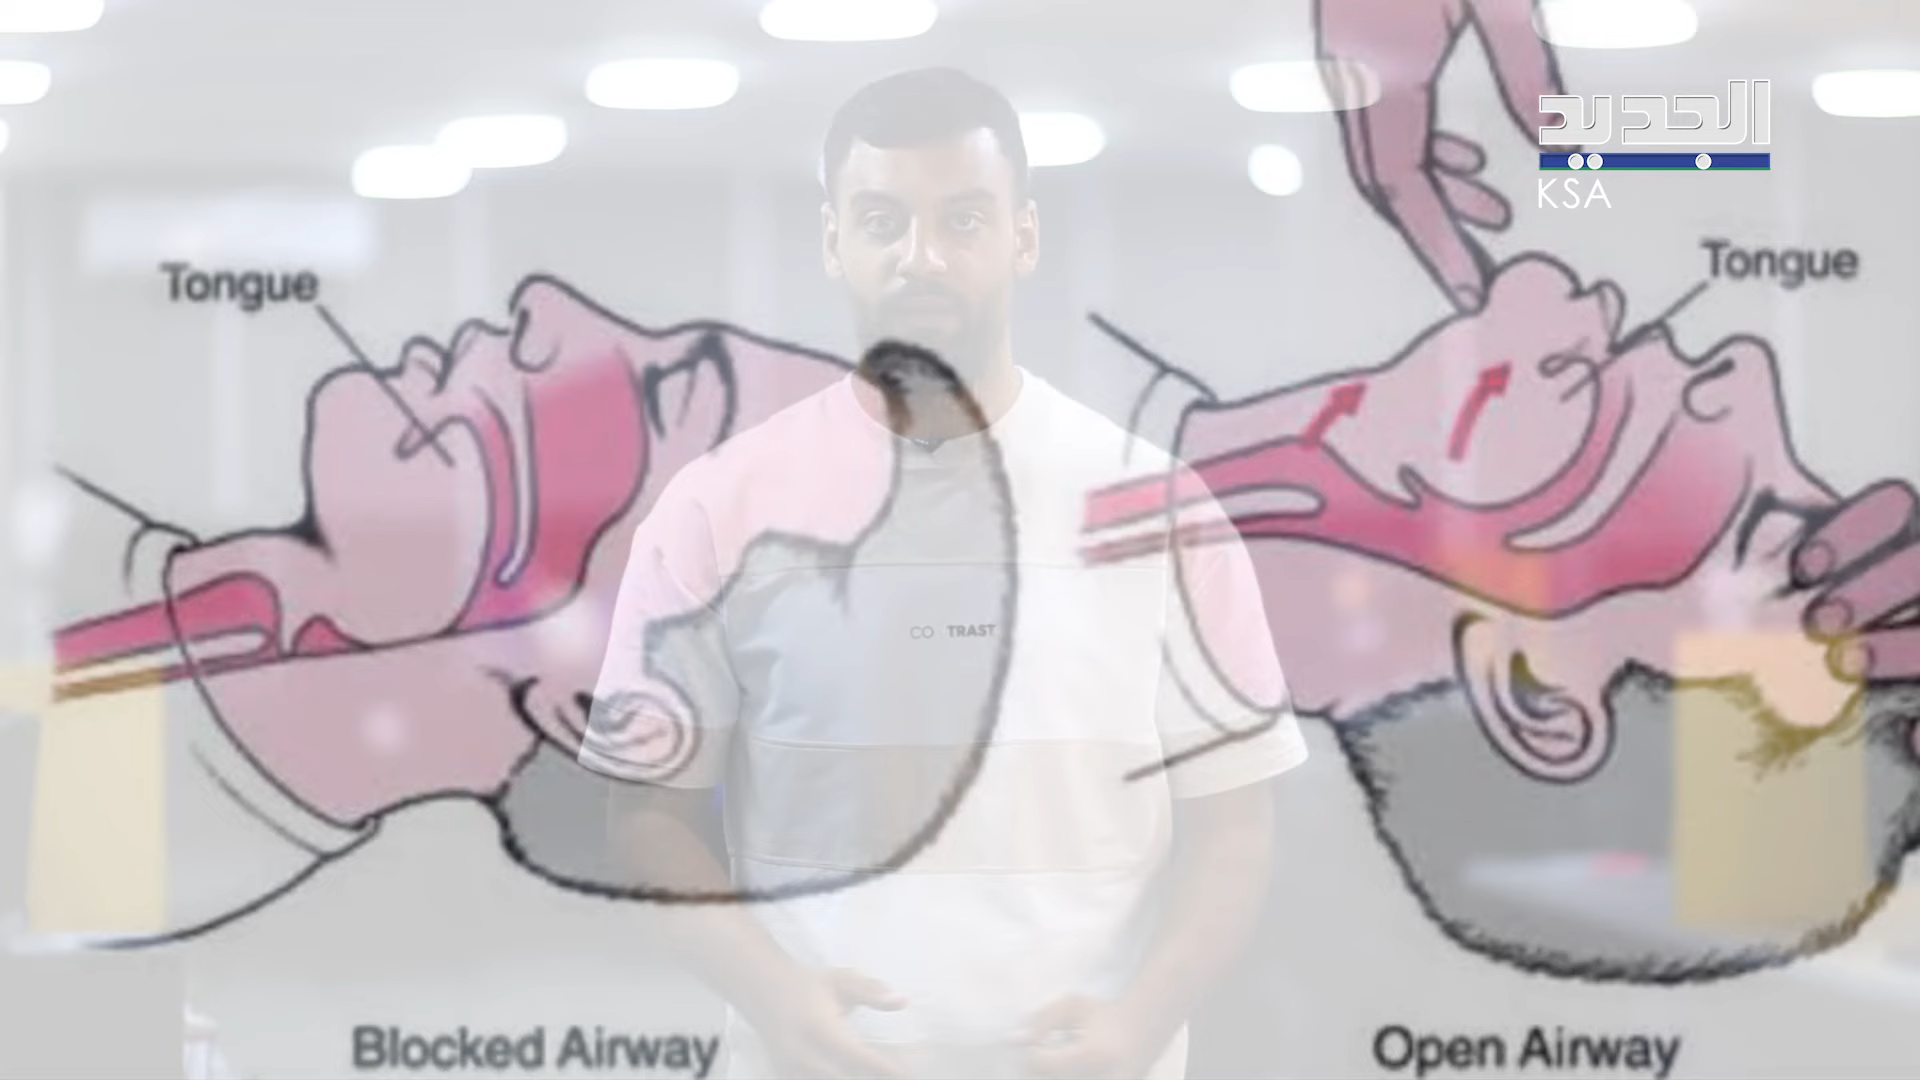 الجديد
KSA
Tongue
Tongue
CO TRAST
Blocked Airway
Open Airway